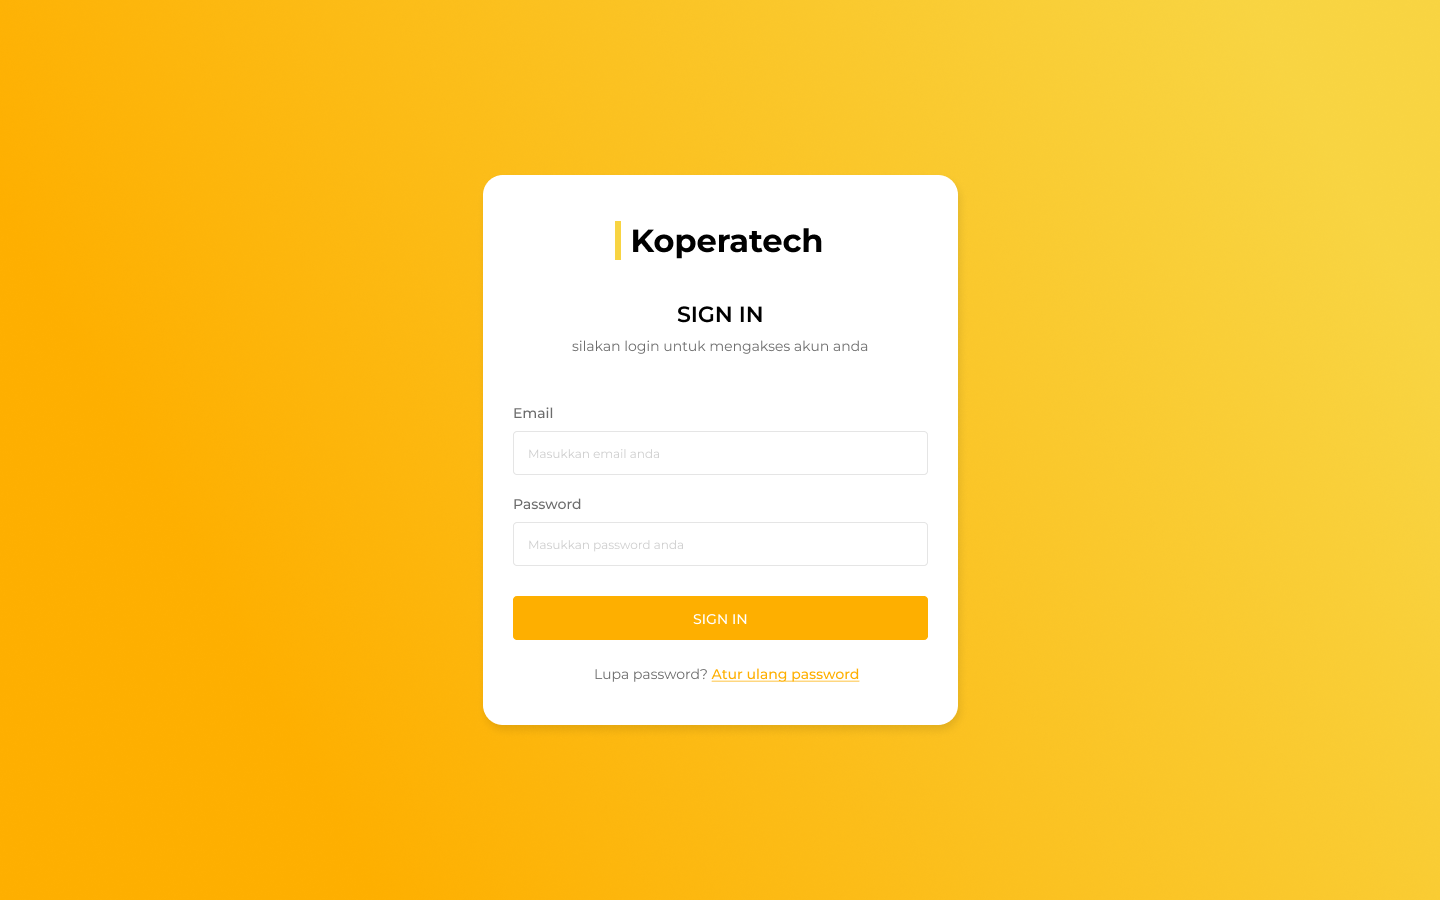 Koperatech
SIGN IN
silakan login untuk mengakses akun anda
Email
Masukkan email anda
Password
Masukkan password anda
SIGN IN
Lupa password? Atur ulang password